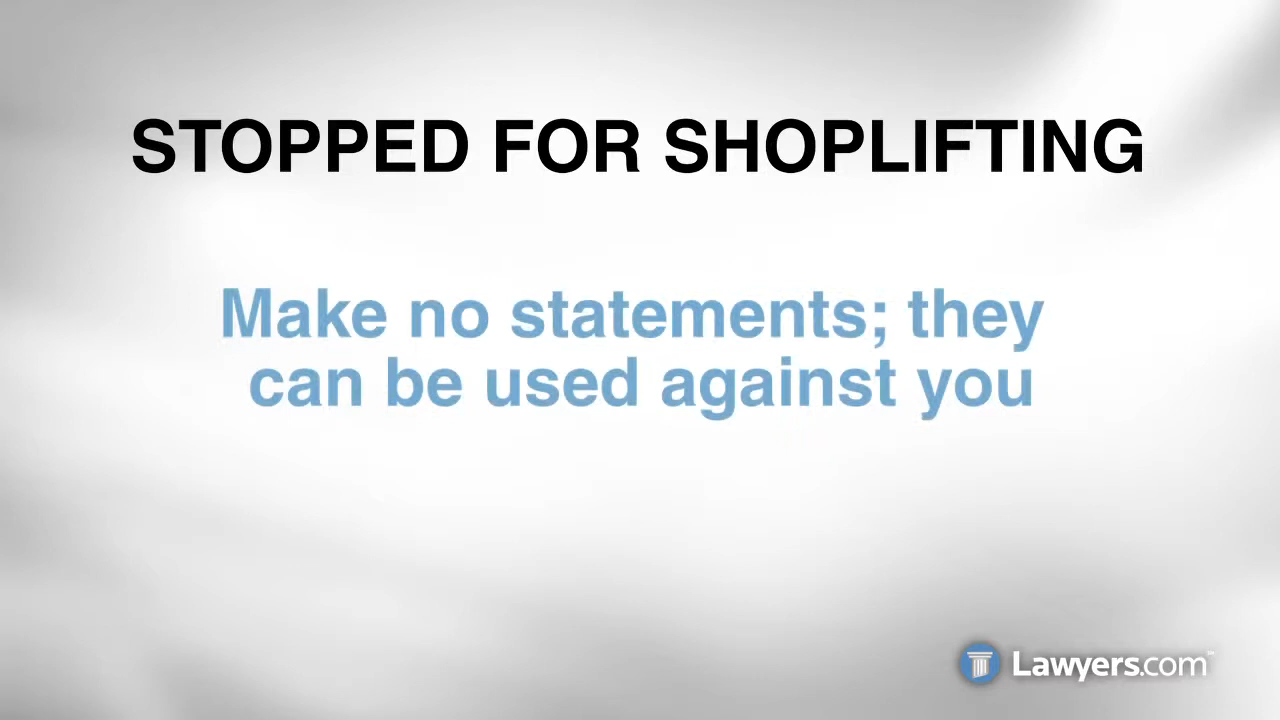 STOPPED FOR SHOPLIFTING
Make no statements; they
can be used against you
Lawyers.com